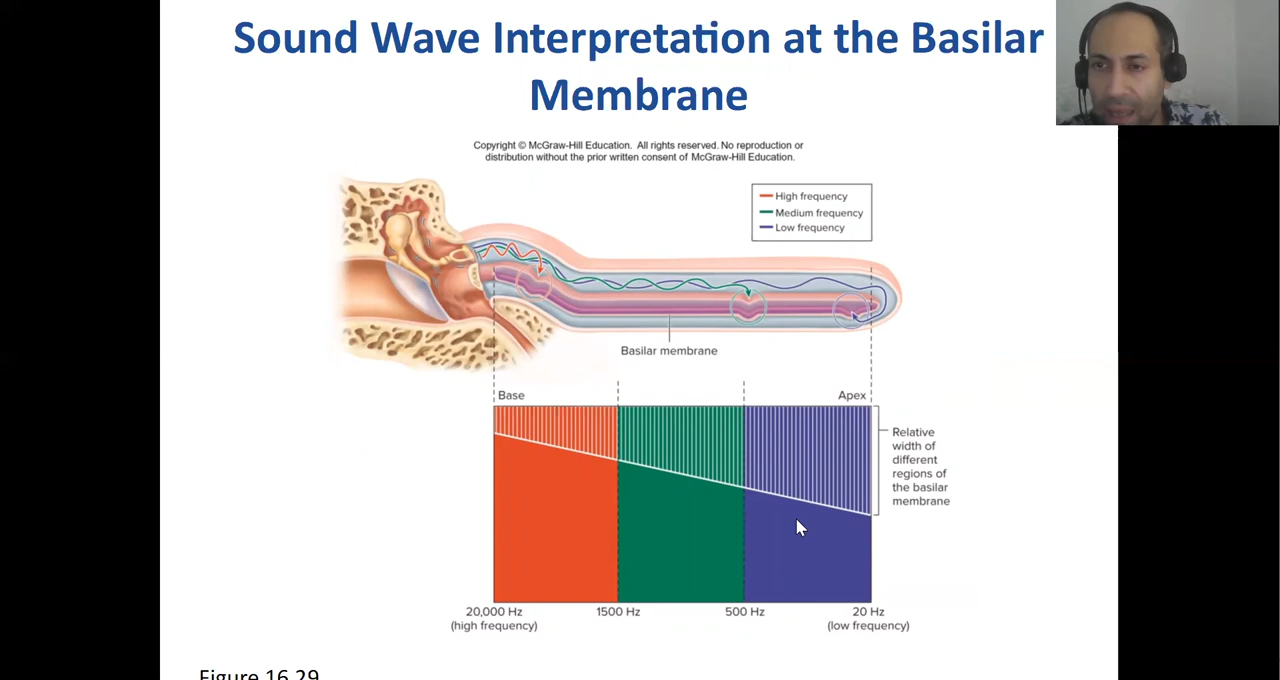 Sound Wave Interpretation at the Basilar
Membrane
Copyright © McGraw-Hill Education. All rights reserved. No reproduction or
distribution without the prior written consent of McGraw-Hill Education.
High frequency
Medium frequency
Low frequency
Basilar membrane
Base
Apex
Relative
width of
different
regions of
the basilar
membrane
20,000 Hz
(high frequency)
1500 Hz
500 Hz
20 Hz
(low frequency)
Figure 16.29